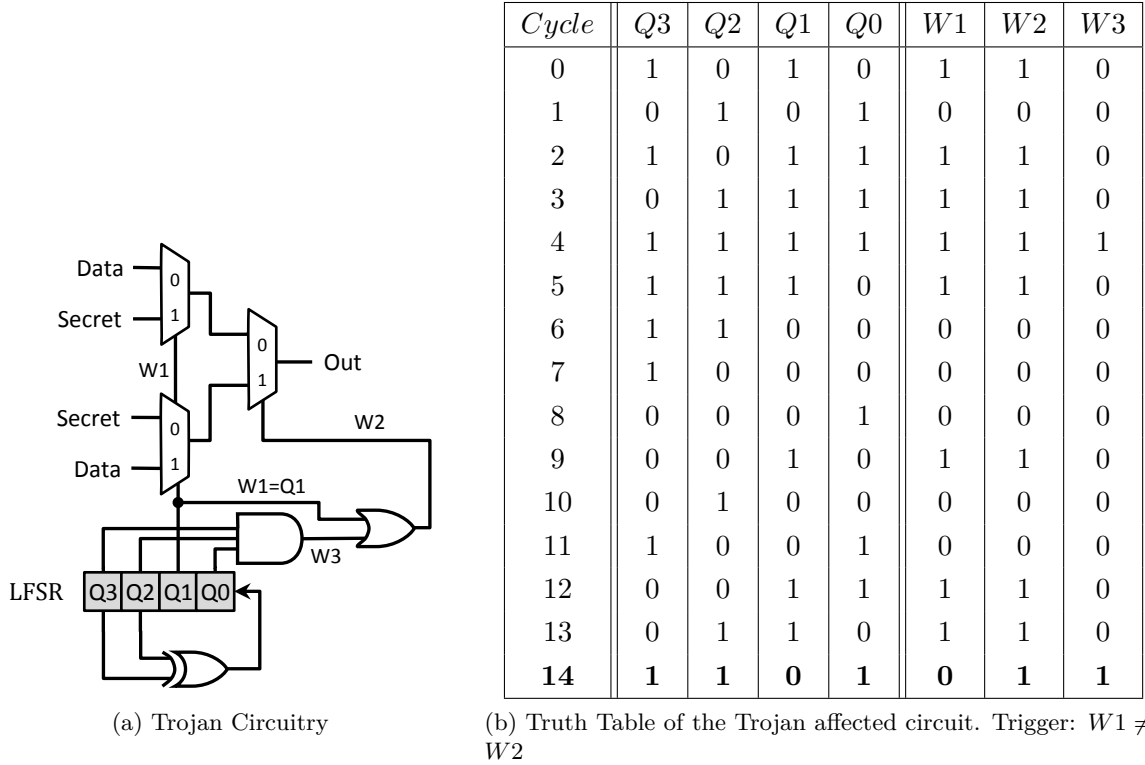 Data
0
1
Secret
W1
0
1
Out
Secret
0
Data
1
W2
W1=Q1
W3
LFSR
Q3 Q2 Q1 Q0
(a) Trojan Circuitry
Cycle Q3 Q2 Q1 Q0 W1 W2 W3
0 1 0 1 0 1 1 0
1 0 1 0 1 0 0 0
2 1 0 1 1 1 1 0
3 0 1 1 1 1 1 0
4 1 1 1 1 1 1 1
5 1 1 1 0 1 1 0
6 1 1 0 0 0 0 0
7 1 0 0 0 0 0 0
8 0 0 0 1 0 0 0
9 0 0 1 0 1 1 0
10 0 1 0 0 0 0 0
11 1 0 0 1 0 0 0
12 0 0 1 1 1 1 0
13 0 1 1 0 1 1 0
14 1 1 0 1 0 1 1
(b) Truth Table of the Trojan affected circuit. Trigger: W1 ≠
W2